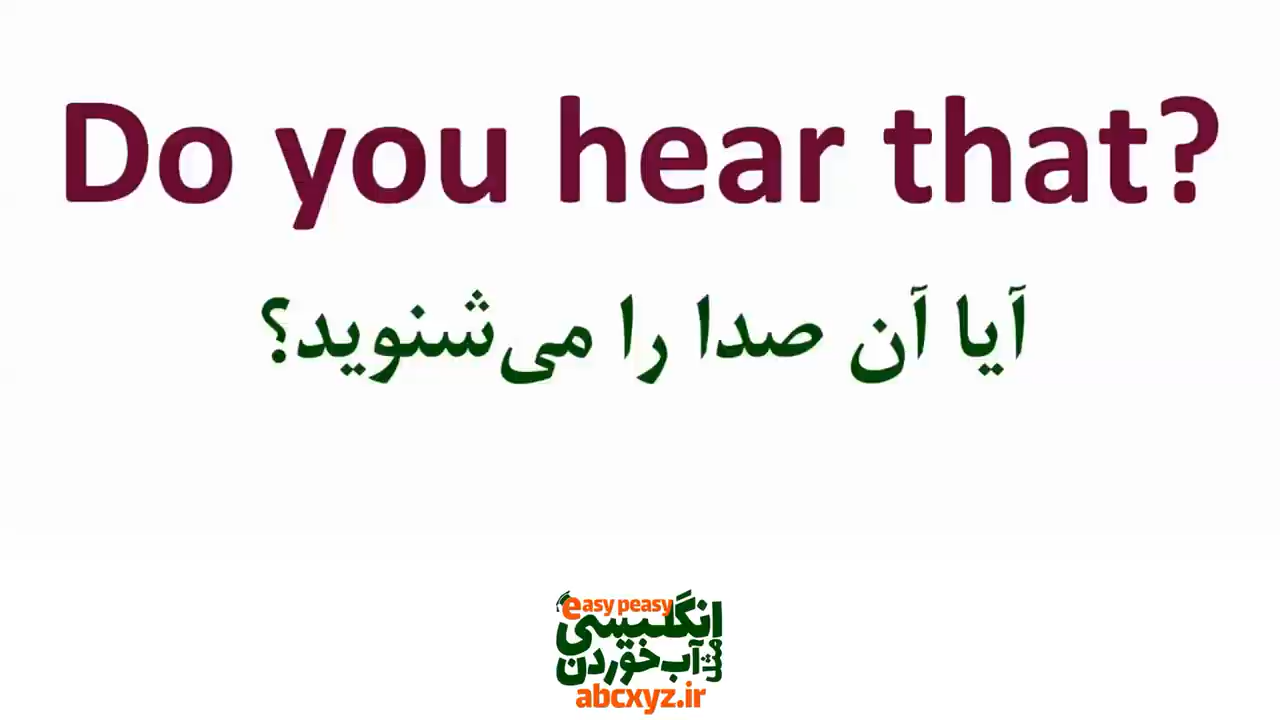 Do you hear that?
آیا آن صدا را می‌شنوید؟
easy peasy
انگلیسی
مثل آب خوردن
abcxyz.ir